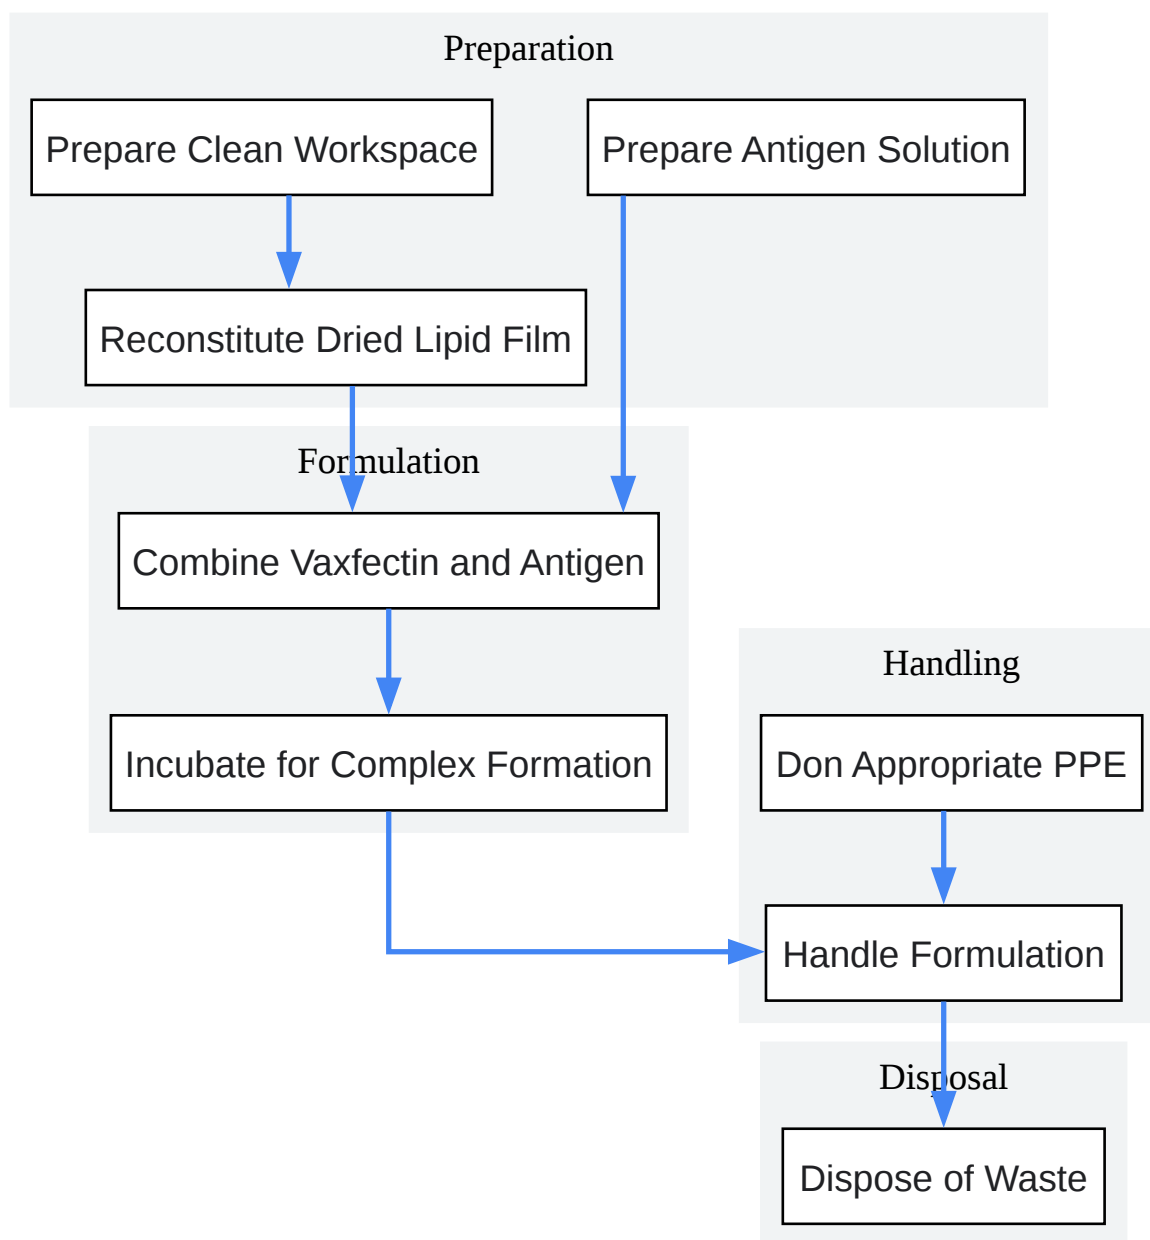 Preparation
Prepare Clean Workspace
Prepare Antigen Solution
Reconstitute Dried Lipid Film
Formulation
Combine Vaxfectin and Antigen
Incubate for Complex Formation
Handling
Don Appropriate PPE
Handle Formulation
Disposal
Dispose of Waste